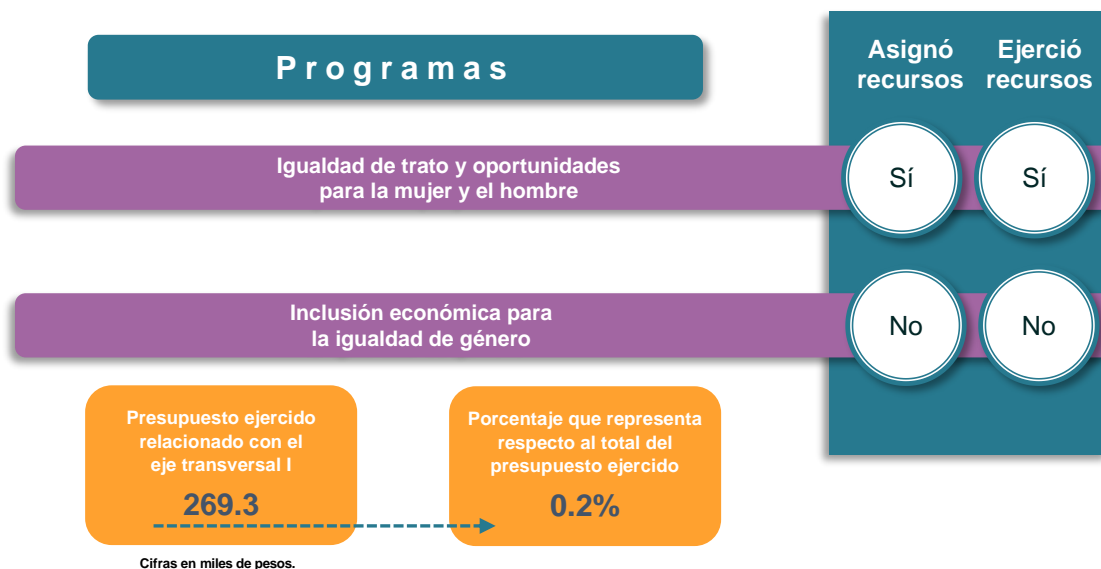 Programas
Asignó
recursos
Ejerció
recursos
Igualdad de trato y oportunidades
para la mujer y el hombre
Sí
Sí
Inclusión económica para
la igualdad de género
No
No
Presupuesto ejercido
relacionado con el
eje transversal I
269.3
Porcentaje que representa
respecto al total del
presupuesto ejercido
0.2%
Cifras en miles de pesos.